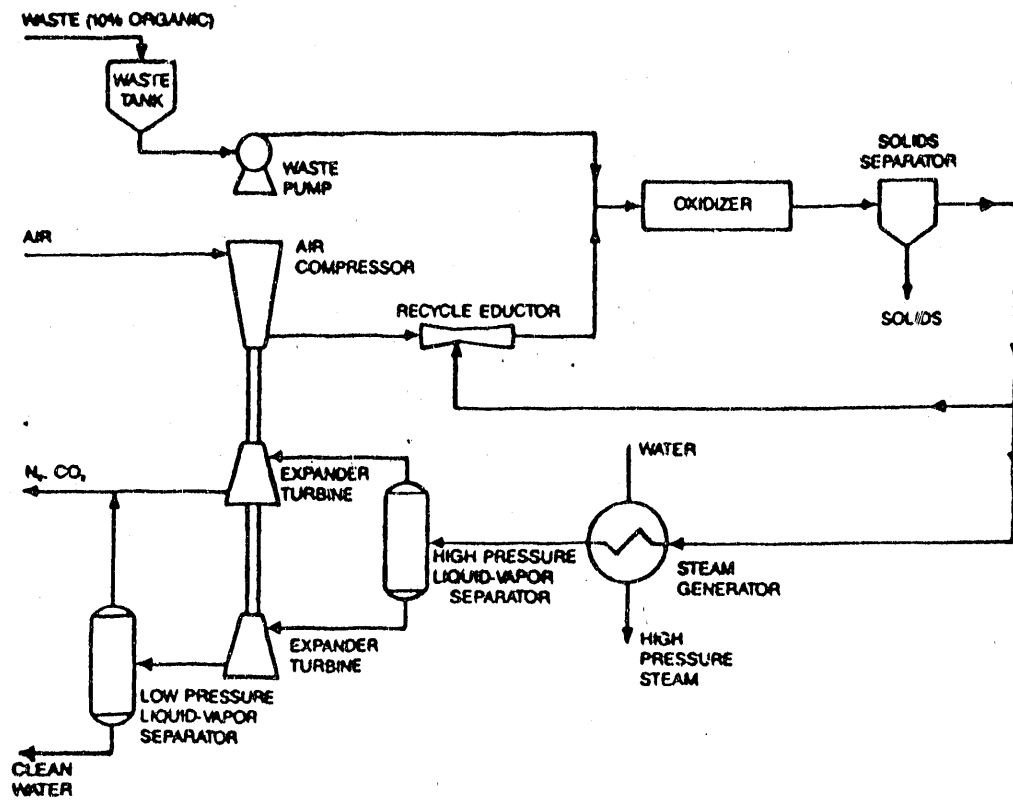 WASTE (10% ORGANIC)
WASTE
TANK
WASTE
PUMP
SOLIDS
SEPARATOR
OXIDIZER
SOLIDS
AIR
AIR
COMPRESSOR
RECYCLE EDUCTOR
WATER
N₂, CO₂
EXPANDER
TURBINE
HIGH PRESSURE
LIQUID-VAPOR
SEPARATOR
STEAM
GENERATOR
HIGH
PRESSURE
STEAM
EXPANDER
TURBINE
LOW PRESSURE
LIQUID-VAPOR
SEPARATOR
CLEAN
WATER